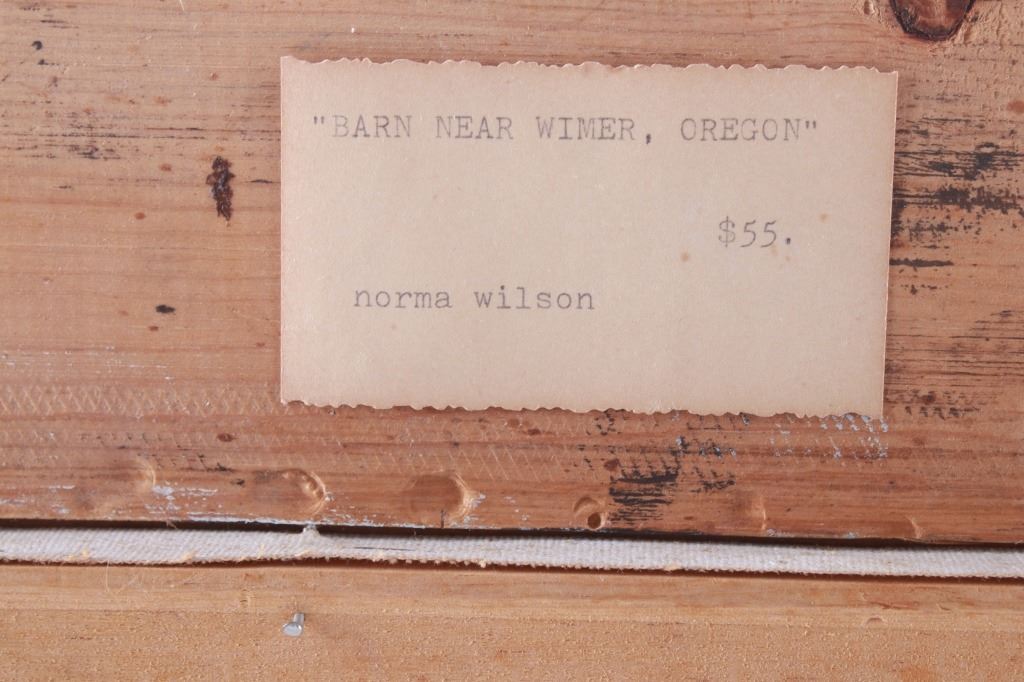 "BARN NEAR WIMER, OREGON"
$55.
norma wilson